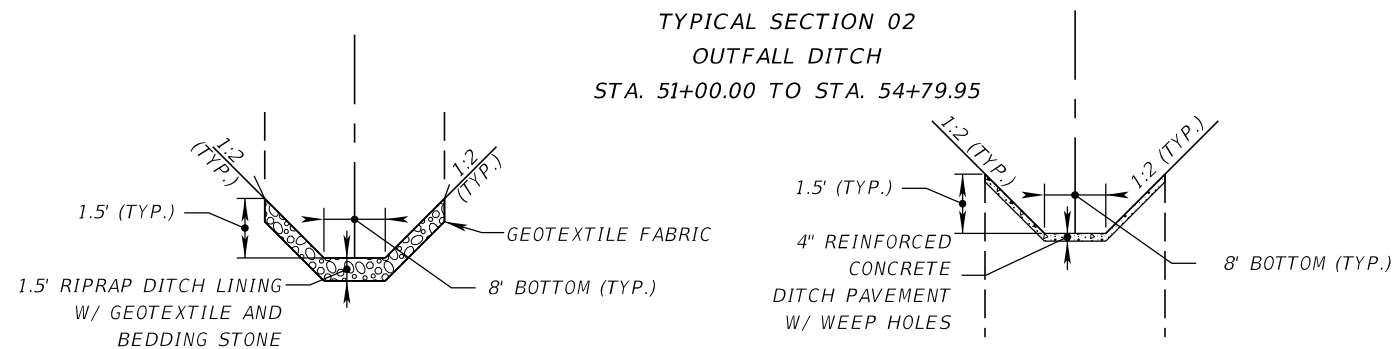 TYPICAL SECTION 02
OUTFALL DITCH
STA. 51+00.00 TO STA. 54+79.95
1:2
(TYP.)
1:2
(TYP.)
1.5' (TYP.)
GEOTEXTILE FABRIC
1.5' RIPRAP DITCH LINING
W/ GEOTEXTILE AND
BEDDING STONE
8' BOTTOM (TYP.)
1:2 (TYP.)
1:2 (TYP.)
1.5' (TYP.)
4" REINFORCED
CONCRETE
DITCH PAVEMENT
W/ WEEP HOLES
8' BOTTOM (TYP.)